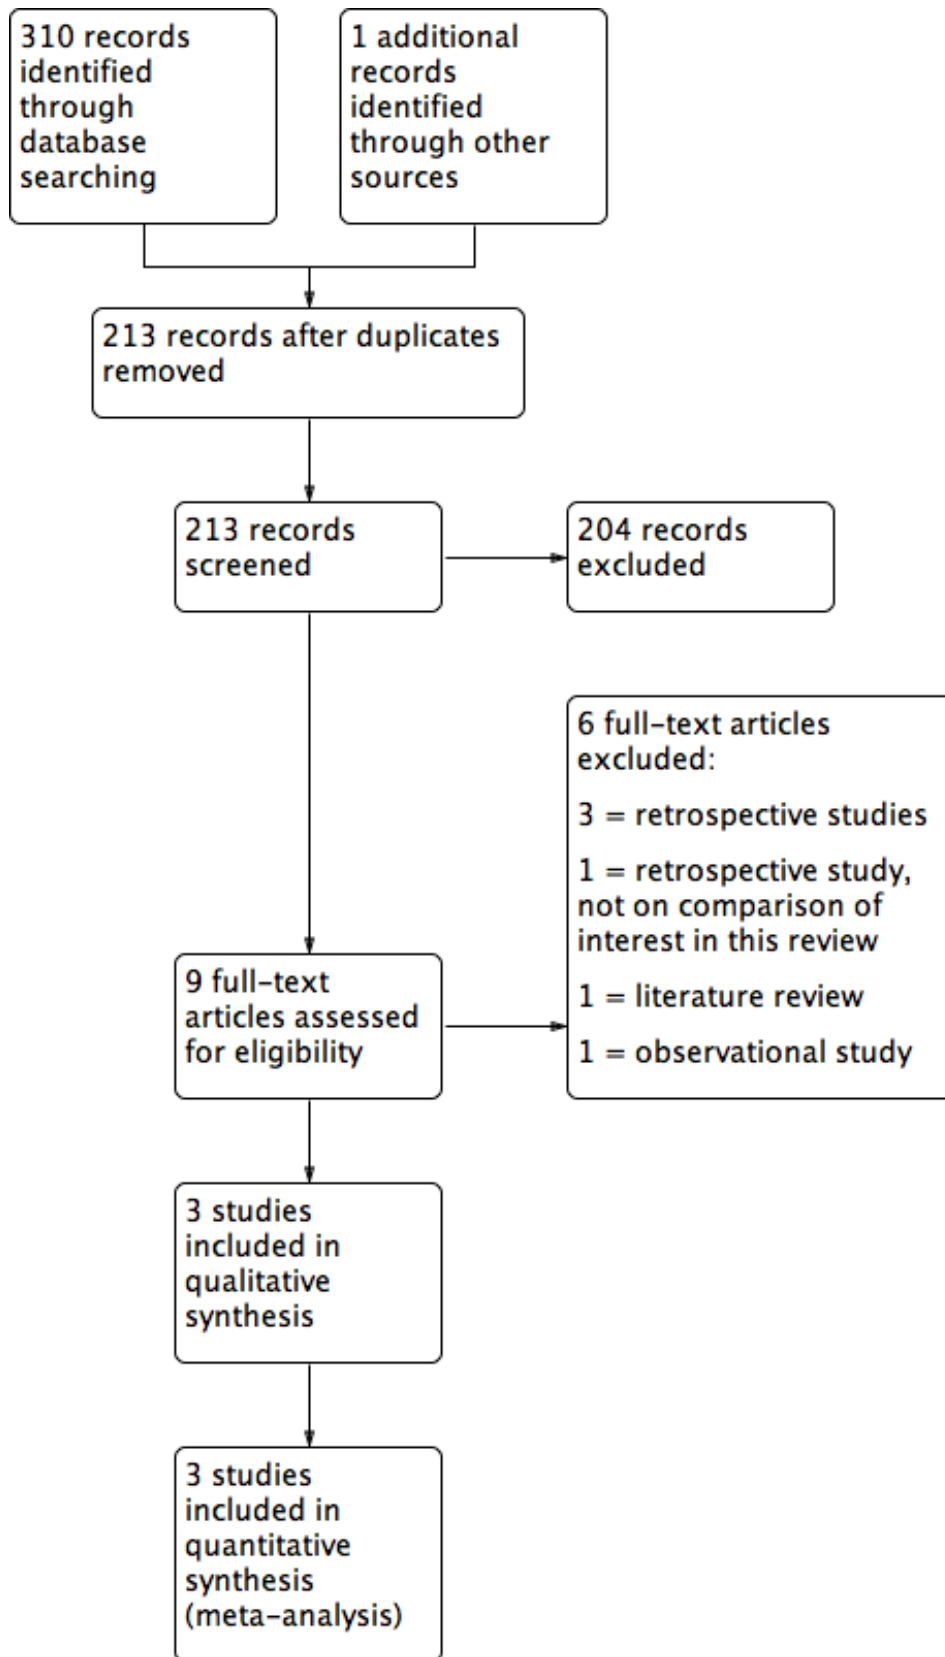 310 records
identified
through
database
searching
1 additional
records
identified
through other
sources
213 records after duplicates
removed
213 records
screened
204 records
excluded
6 full-text articles
excluded:
3 = retrospective studies
1 = retrospective study,
not on comparison of
interest in this review
1 = literature review
1 = observational study
9 full-text
articles assessed
for eligibility
3 studies
included in
qualitative
synthesis
3 studies
included in
quantitative
synthesis
(meta-analysis)